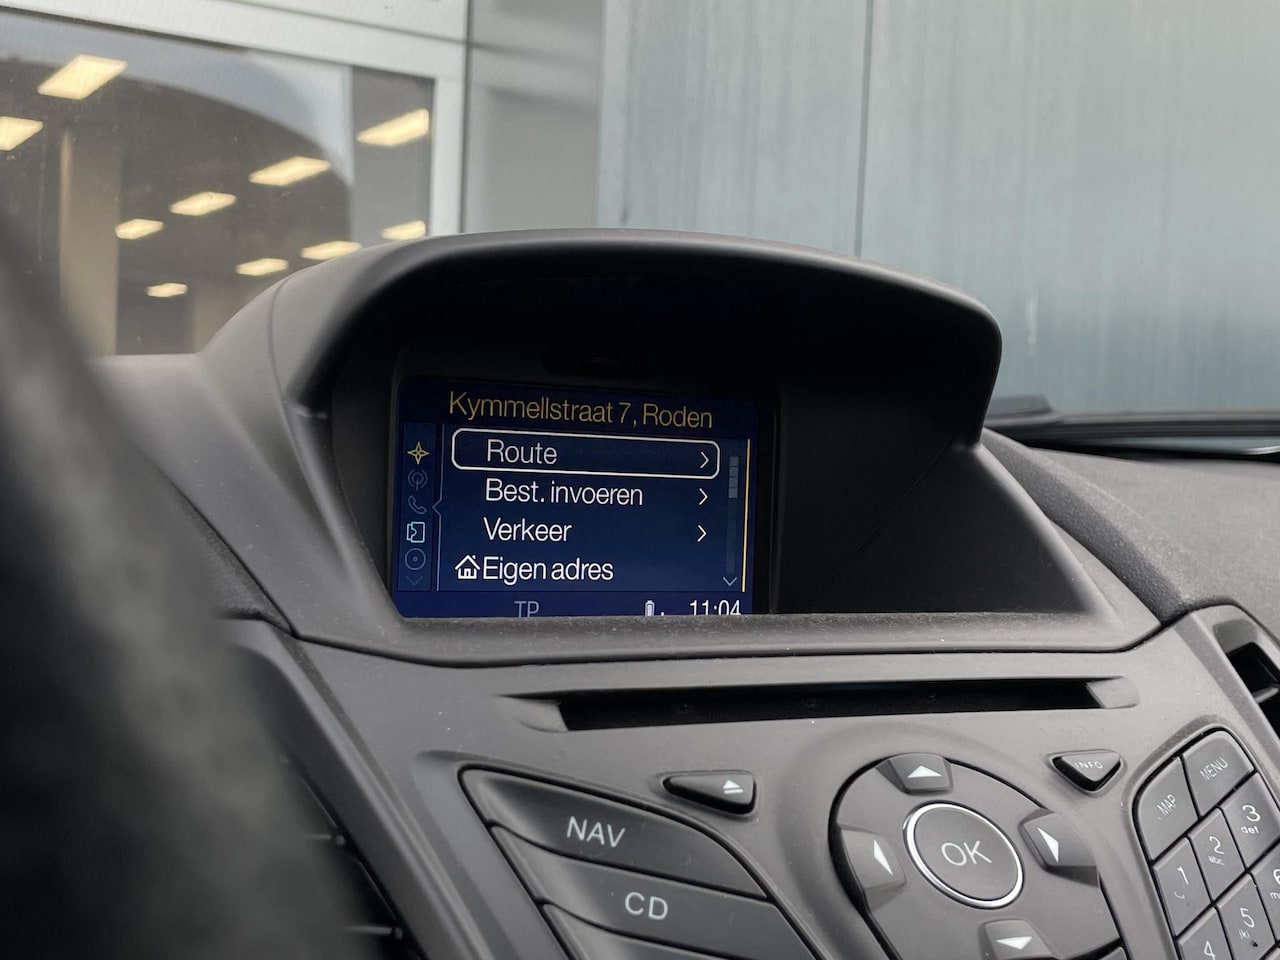 Kymmellstraat 7, Roden
Route
Best. invoeren
Verkeer
Eigen adres
TP
11:04
NAV
CD
OK
INFO
MAP
MENU
1
2
abc
3
def
4
5